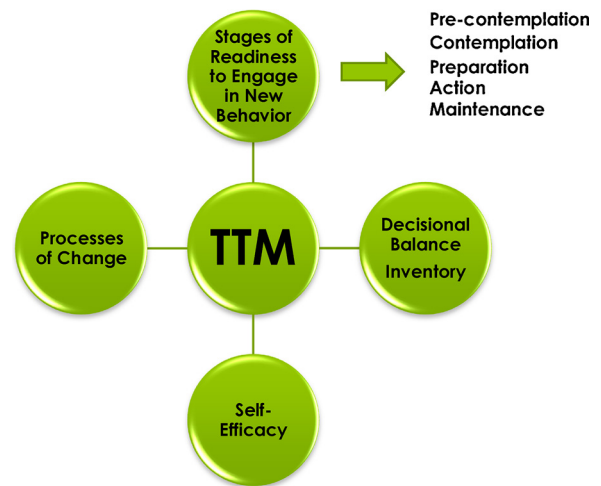 Stages of
Readiness
to Engage
in New
Behavior
Pre-contemplation
Contemplation
Preparation
Action
Maintenance
Processes
of Change
TTM
Decisional
Balance
Inventory
Self-
Efficacy